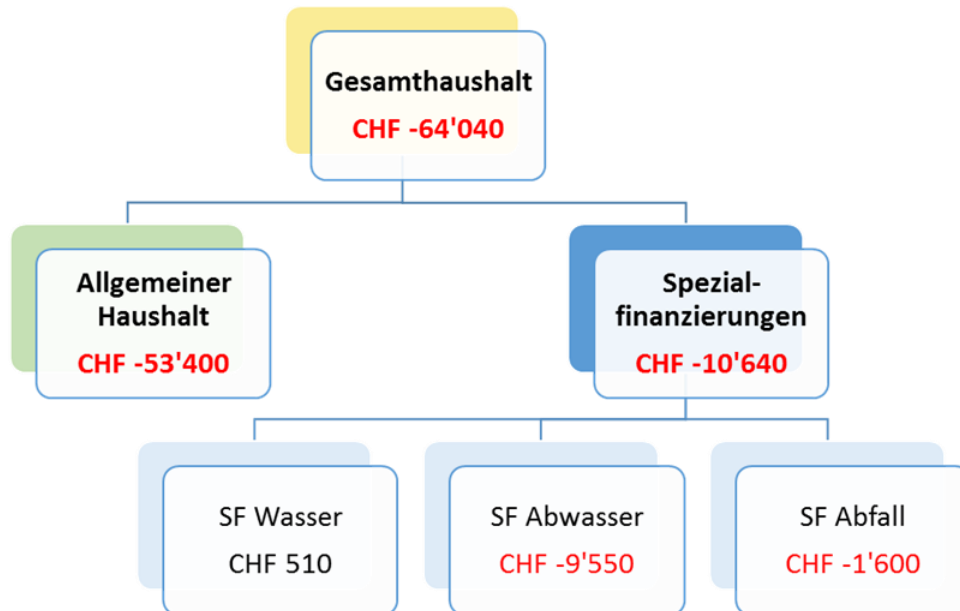 Gesamthaushalt
CHF -64'040
Allgemeiner
Haushalt
CHF -53'400
Spezial-
finanzierungen
CHF -10'640
SF Wasser
CHF 510
SF Abwasser
CHF -9'550
SF Abfall
CHF -1'600